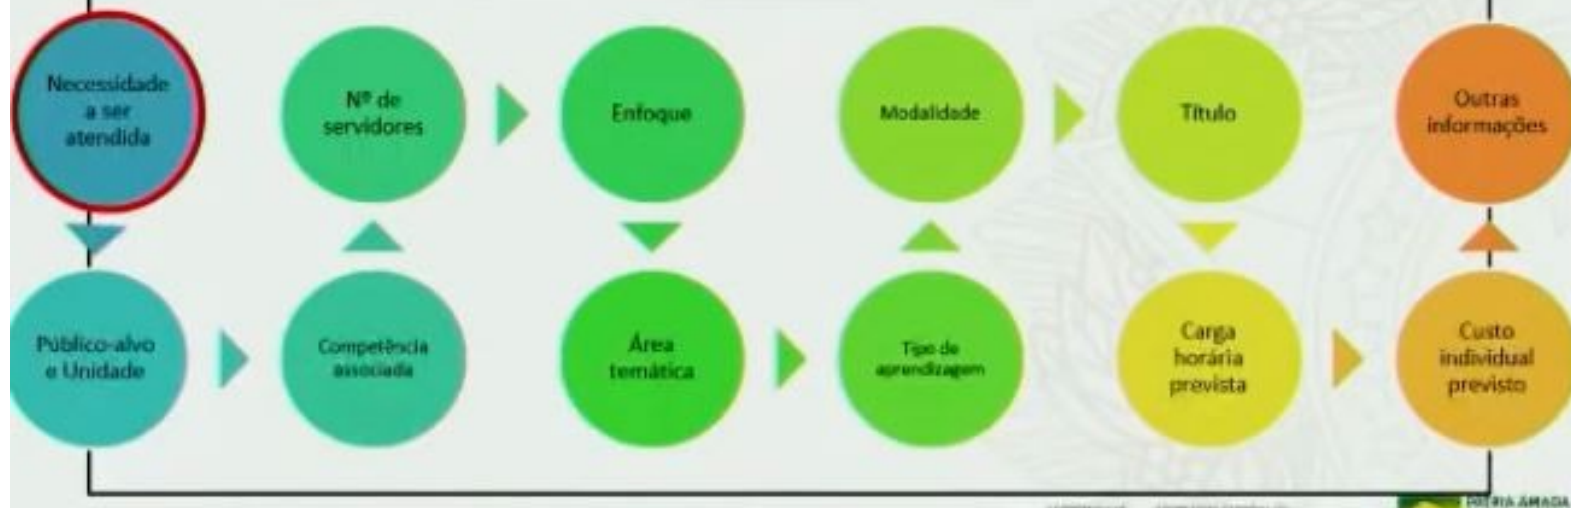 Necessidade
a ser
atendida
Público-alvo
e Unidade
Competência
associada
Nº de
servidores
Enfoque
Área
temática
Tipo de
aprendizagem
Modalidade
Título
Carga
horária
prevista
Custo
individual
previsto
Outras
informações
PÁTRIA AMADA